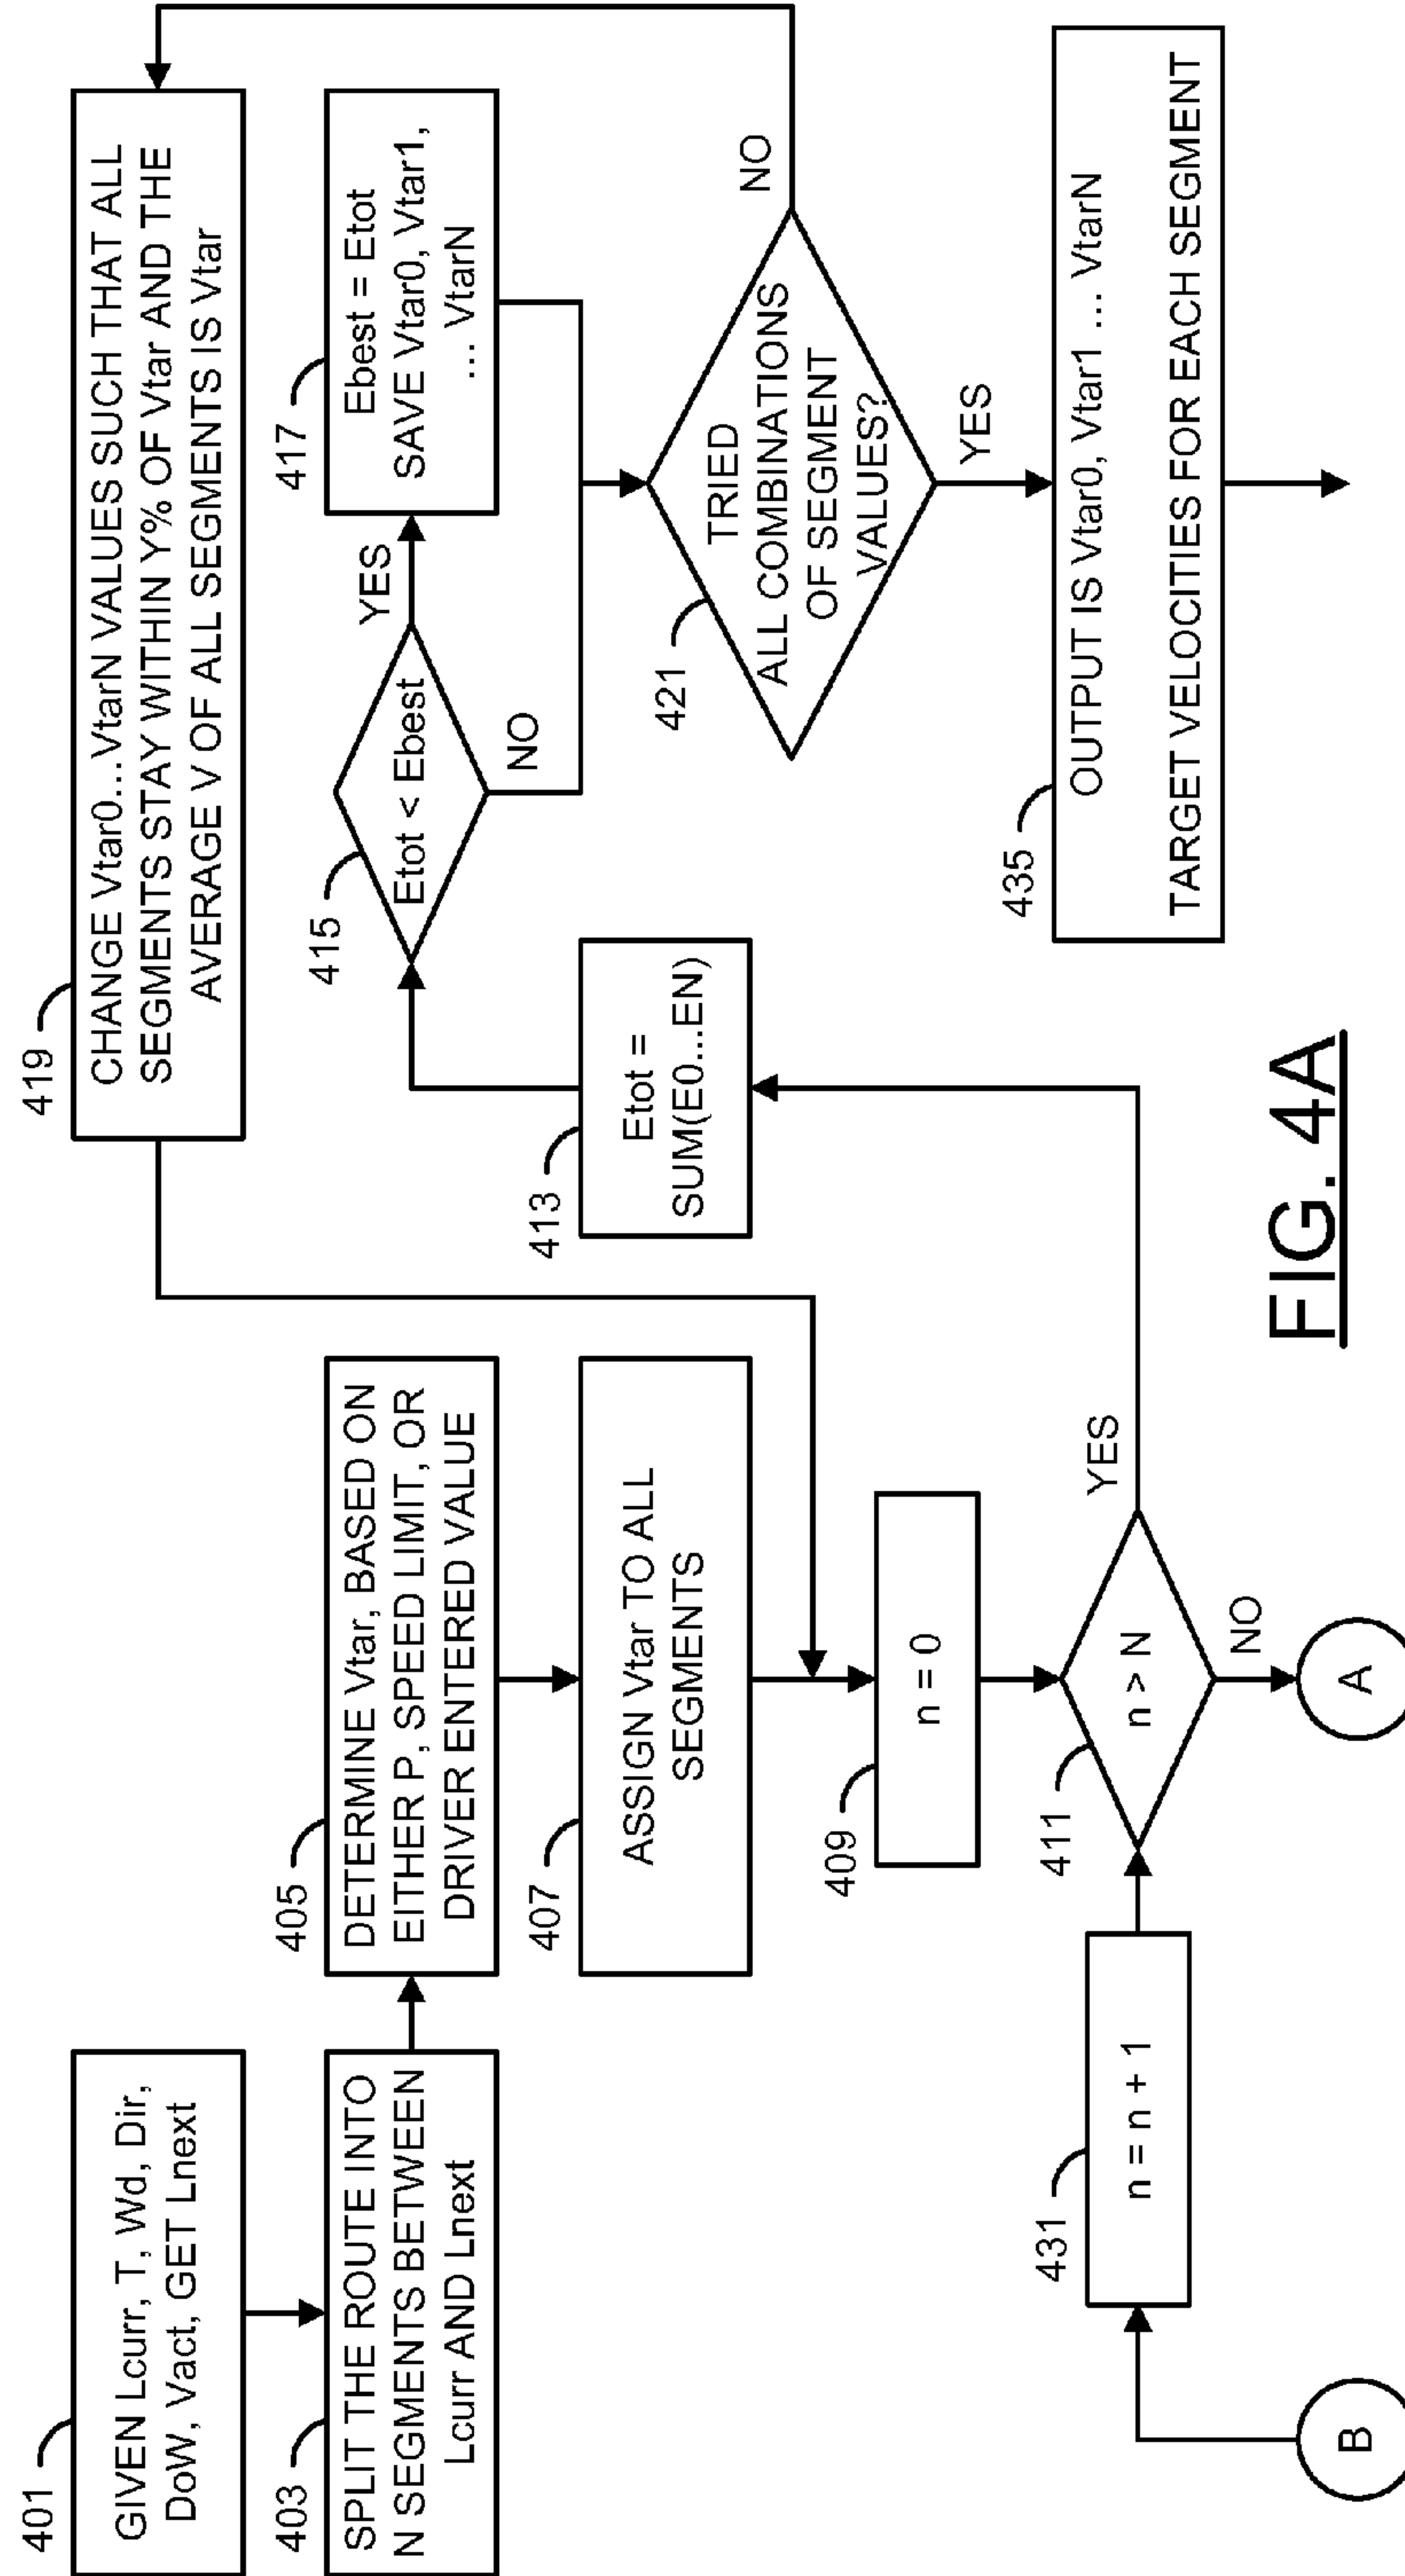 401
GIVEN Lcurr, T, Wd, Dir,
DoW, Vact, GET Lnext
403
SPLIT THE ROUTE INTO
N SEGMENTS BETWEEN
Lcurr AND Lnext
405
DETERMINE Vtar, BASED ON
EITHER P, SPEED LIMIT, OR
DRIVER ENTERED VALUE
407
ASSIGN Vtar TO ALL
SEGMENTS
409
n = 0
411
n > N
YES
NO
A
B
431
n = n + 1
413
Etot =
SUM(E0...EN)
415
Etot < Ebest
YES
NO
417
Ebest = Etot
SAVE Vtar0, Vtar1,
... VtarN
419
CHANGE Vtar0...VtarN VALUES SUCH THAT ALL
SEGMENTS STAY WITHIN Y% OF Vtar AND THE
AVERAGE V OF ALL SEGMENTS IS Vtar
421
TRIED
ALL COMBINATIONS
OF SEGMENT
VALUES?
NO
YES
435
OUTPUT IS Vtar0, Vtar1 ... VtarN
TARGET VELOCITIES FOR EACH SEGMENT
FIG. 4A